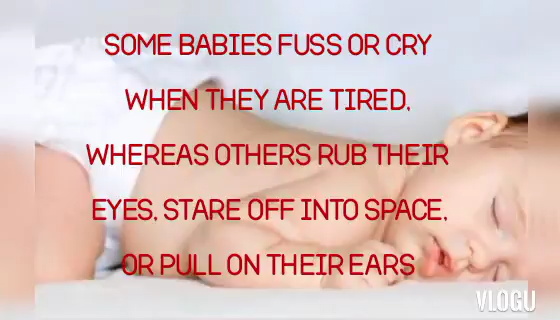 SOME BABIES FUSS OR CRY
WHEN THEY ARE TIRED,
WHEREAS OTHERS RUB THEIR
EYES, STARE OFF INTO SPACE,
OR PULL ON THEIR EARS
VLOGU